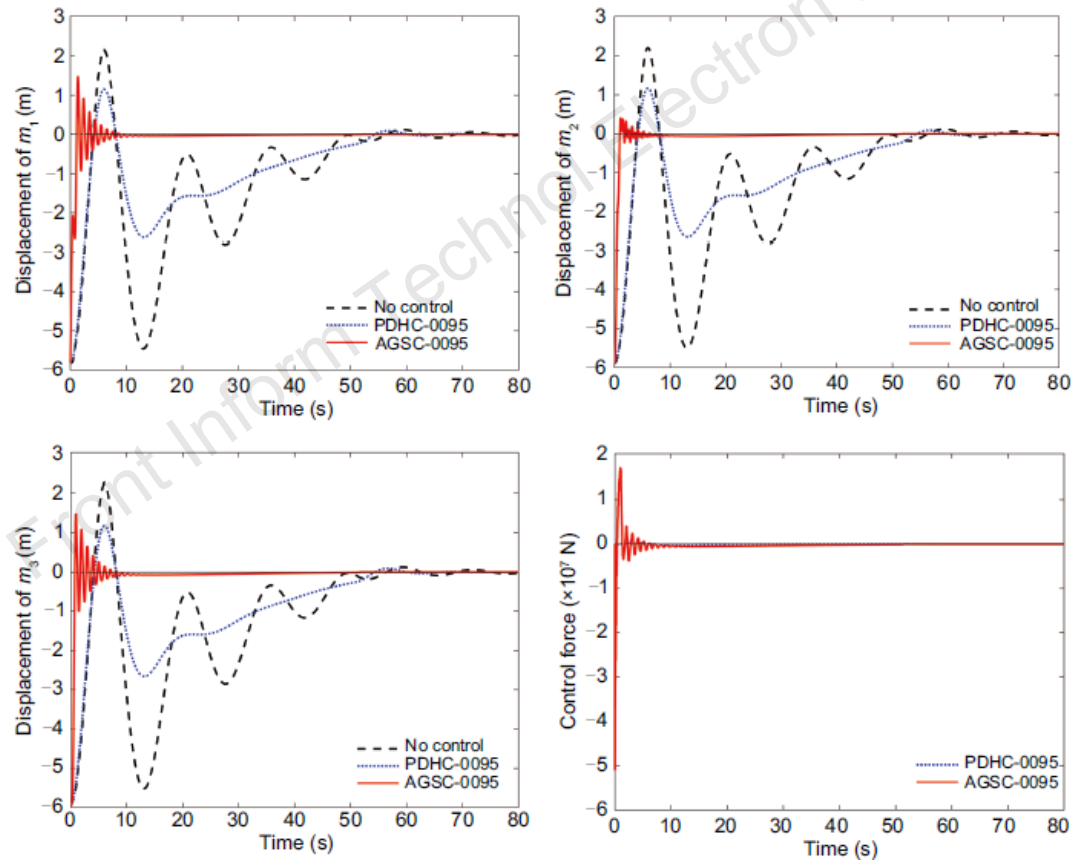 3
2
1
0
−1
−2
−3
−4
−5
−6
Displacement of m1 (m)
No control
PDHC-0095
AGSC-0095
0 10 20 30 40 50 60 70 80
Time (s)
3
2
1
0
−1
−2
−3
−4
−5
−6
Displacement of m2 (m)
No control
PDHC-0095
AGSC-0095
0 10 20 30 40 50 60 70 80
Time (s)
3
2
1
0
−1
−2
−3
−4
−5
−6
Displacement of m3 (m)
No control
PDHC-0095
AGSC-0095
0 10 20 30 40 50 60 70 80
Time (s)
2
1
0
−1
−2
−3
−4
−5
−6
Control force (×10⁷ N)
PDHC-0095
AGSC-0095
0 10 20 30 40 50 60 70 80
Time (s)
Front Inform Technol Electron